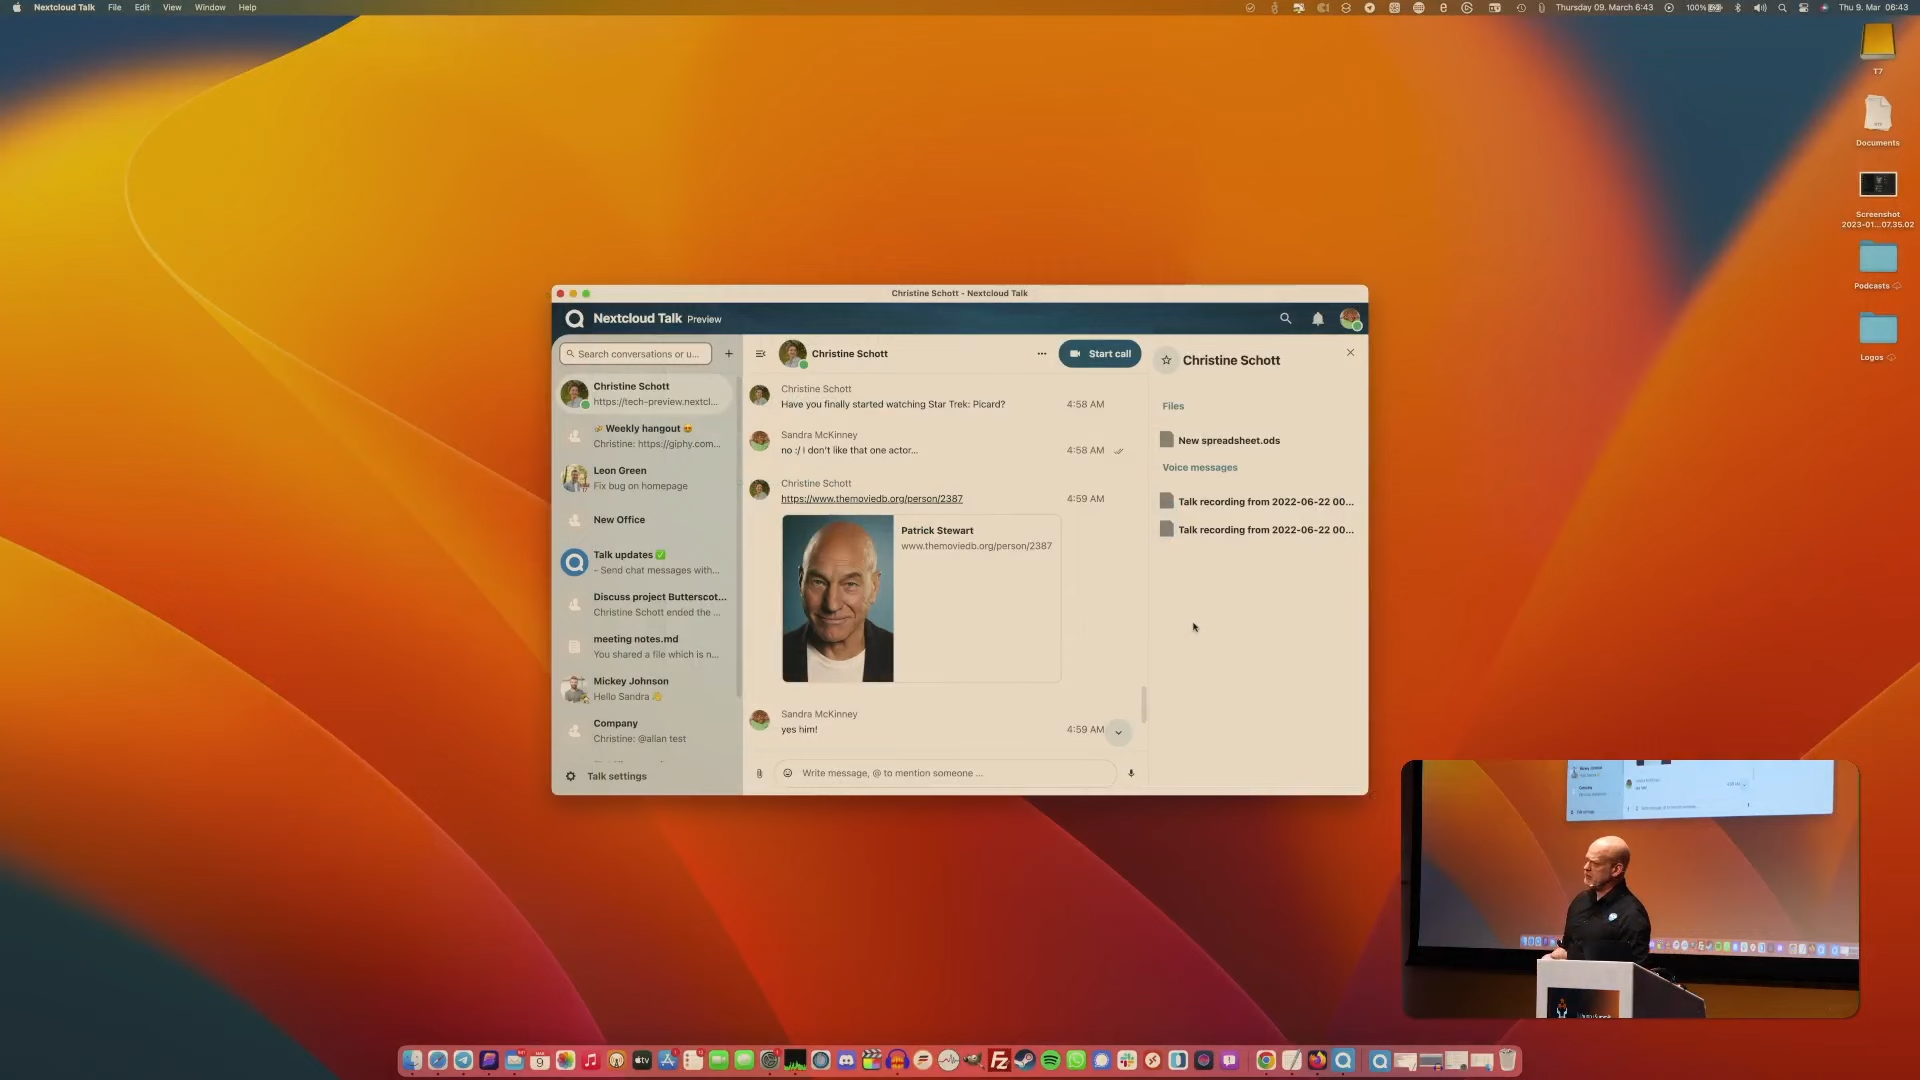 Nextcloud Talk File Edit View Window Help
Thursday 09. March 6:43
100%
Thu 9. Mar 06:43
T7
Documents
Screenshot
2023-01...07.35.02
Podcasts
Logos
Christine Schott - Nextcloud Talk
Nextcloud Talk Preview
Search conversations or u...
Christine Schott
https://tech-preview.nextcl...
Weekly hangout
Christine: https://giphy.com...
Leon Green
Fix bug on homepage
New Office
Talk updates
- Send chat messages with...
Discuss project Butterscot...
Christine Schott ended the ...
meeting notes.md
You shared a file which is n...
Mickey Johnson
Hello Sandra
Company
Christine: @allan test
Talk settings
Christine Schott
Start call
Christine Schott
Have you finally started watching Star Trek: Picard?
4:58 AM
Sandra McKinney
no :/ i don't like that one actor...
4:58 AM
Christine Schott
https://www.themoviedb.org/person/2387
4:59 AM
Patrick Stewart
www.themoviedb.org/person/2387
Sandra McKinney
yes him!
4:59 AM
Write message, @ to mention someone ...
Christine Schott
Files
New spreadsheet.ods
Voice messages
Talk recording from 2022-06-22 00...
Talk recording from 2022-06-22 00...